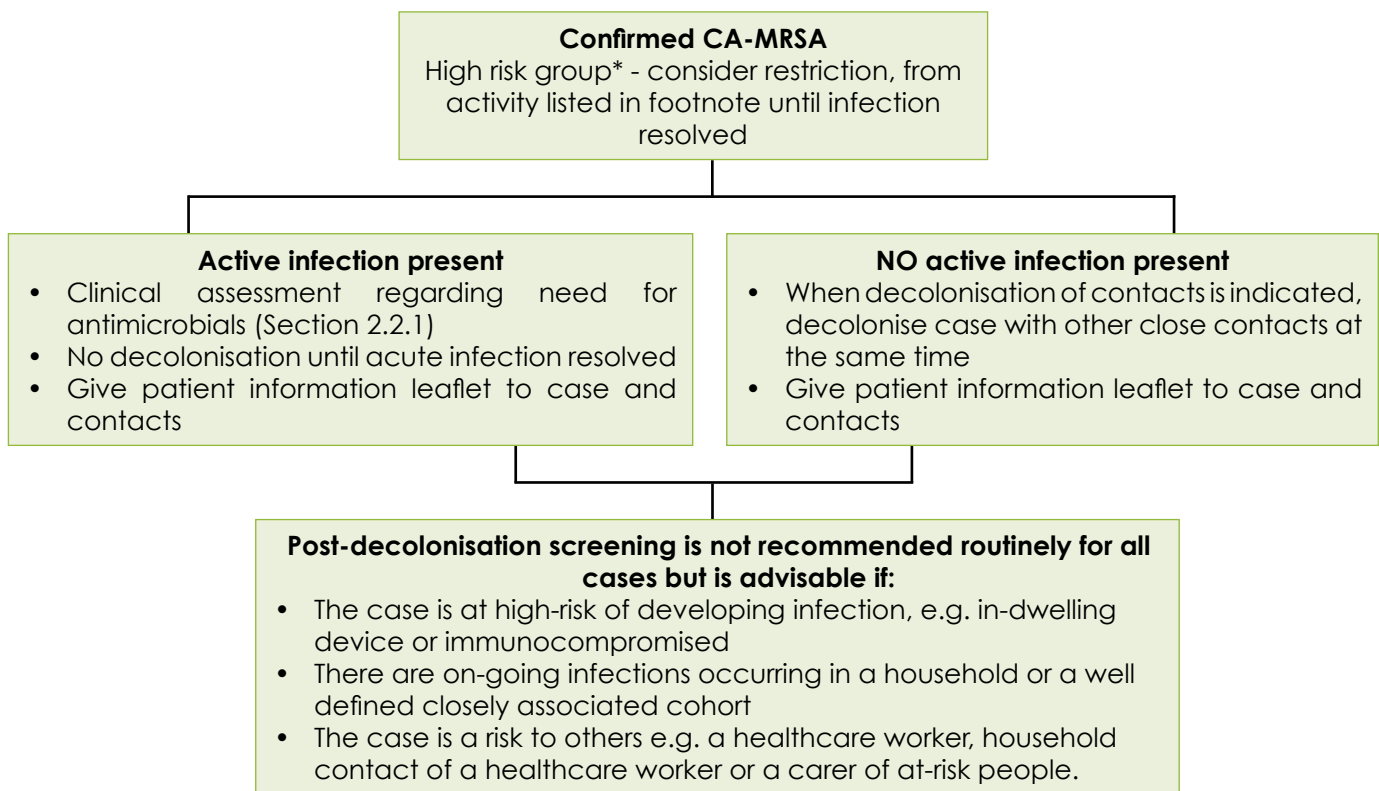 Confirmed CA-MRSA
High risk group* - consider restriction, from
activity listed in footnote until infection
resolved
Active infection present
• Clinical assessment regarding need for
antimicrobials (Section 2.2.1)
• No decolonisation until acute infection resolved
• Give patient information leaflet to case and
contacts
NO active infection present
• When decolonisation of contacts is indicated,
decolonise case with other close contacts at
the same time
• Give patient information leaflet to case and
contacts
Post-decolonisation screening is not recommended routinely for all
cases but is advisable if:
• The case is at high-risk of developing infection, e.g. in-dwelling
device or immunocompromised
• There are on-going infections occurring in a household or a well
defined closely associated cohort
• The case is a risk to others e.g. a healthcare worker, household
contact of a healthcare worker or a carer of at-risk people.